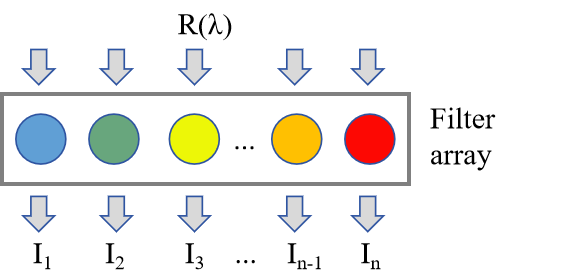 R(λ)
...
Filter
array
I₁ I₂ I₃ ... Iₙ₋₁ Iₙ